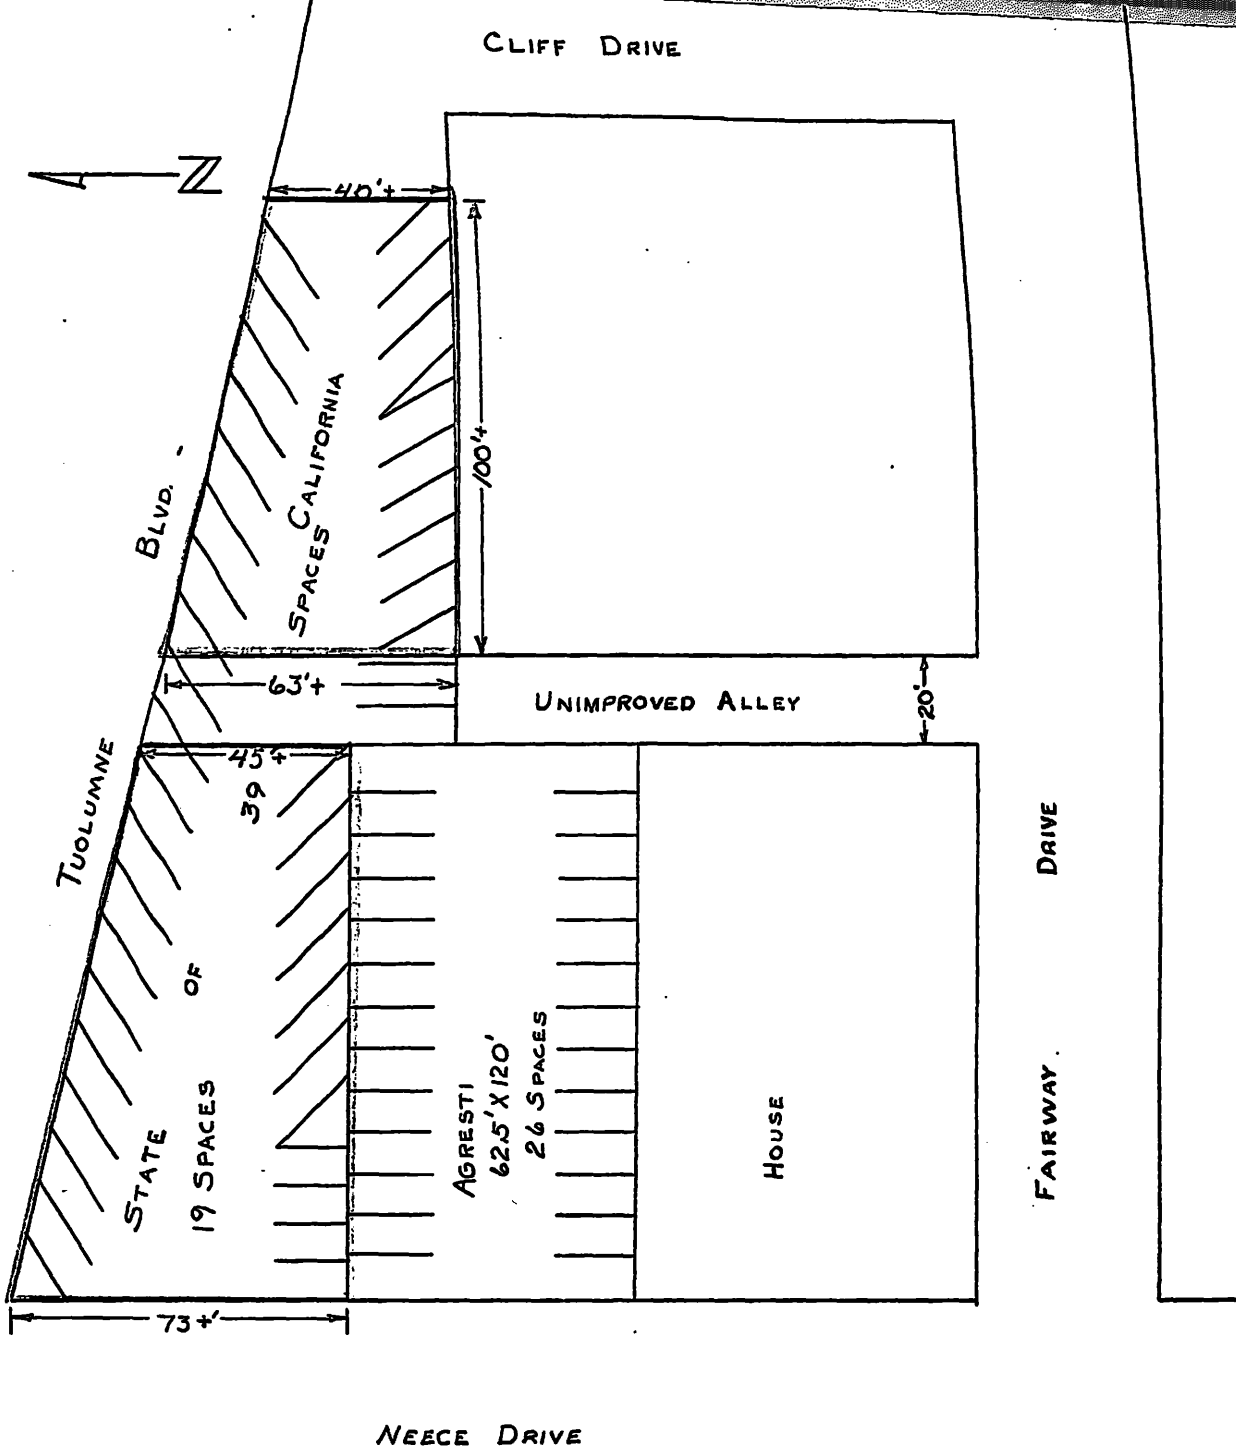 CLIFF DRIVE
N
40'±
100'±
CALIFORNIA
SPACES
BLVD.
63'±
UNIMPROVED ALLEY
20'
45'±
39
TUOLUMNE
DRIVE
OF
STATE
19 SPACES
AGRESTI
62.5' X 120'
26 SPACES
HOUSE
FAIRWAY
73±'
NEECE DRIVE